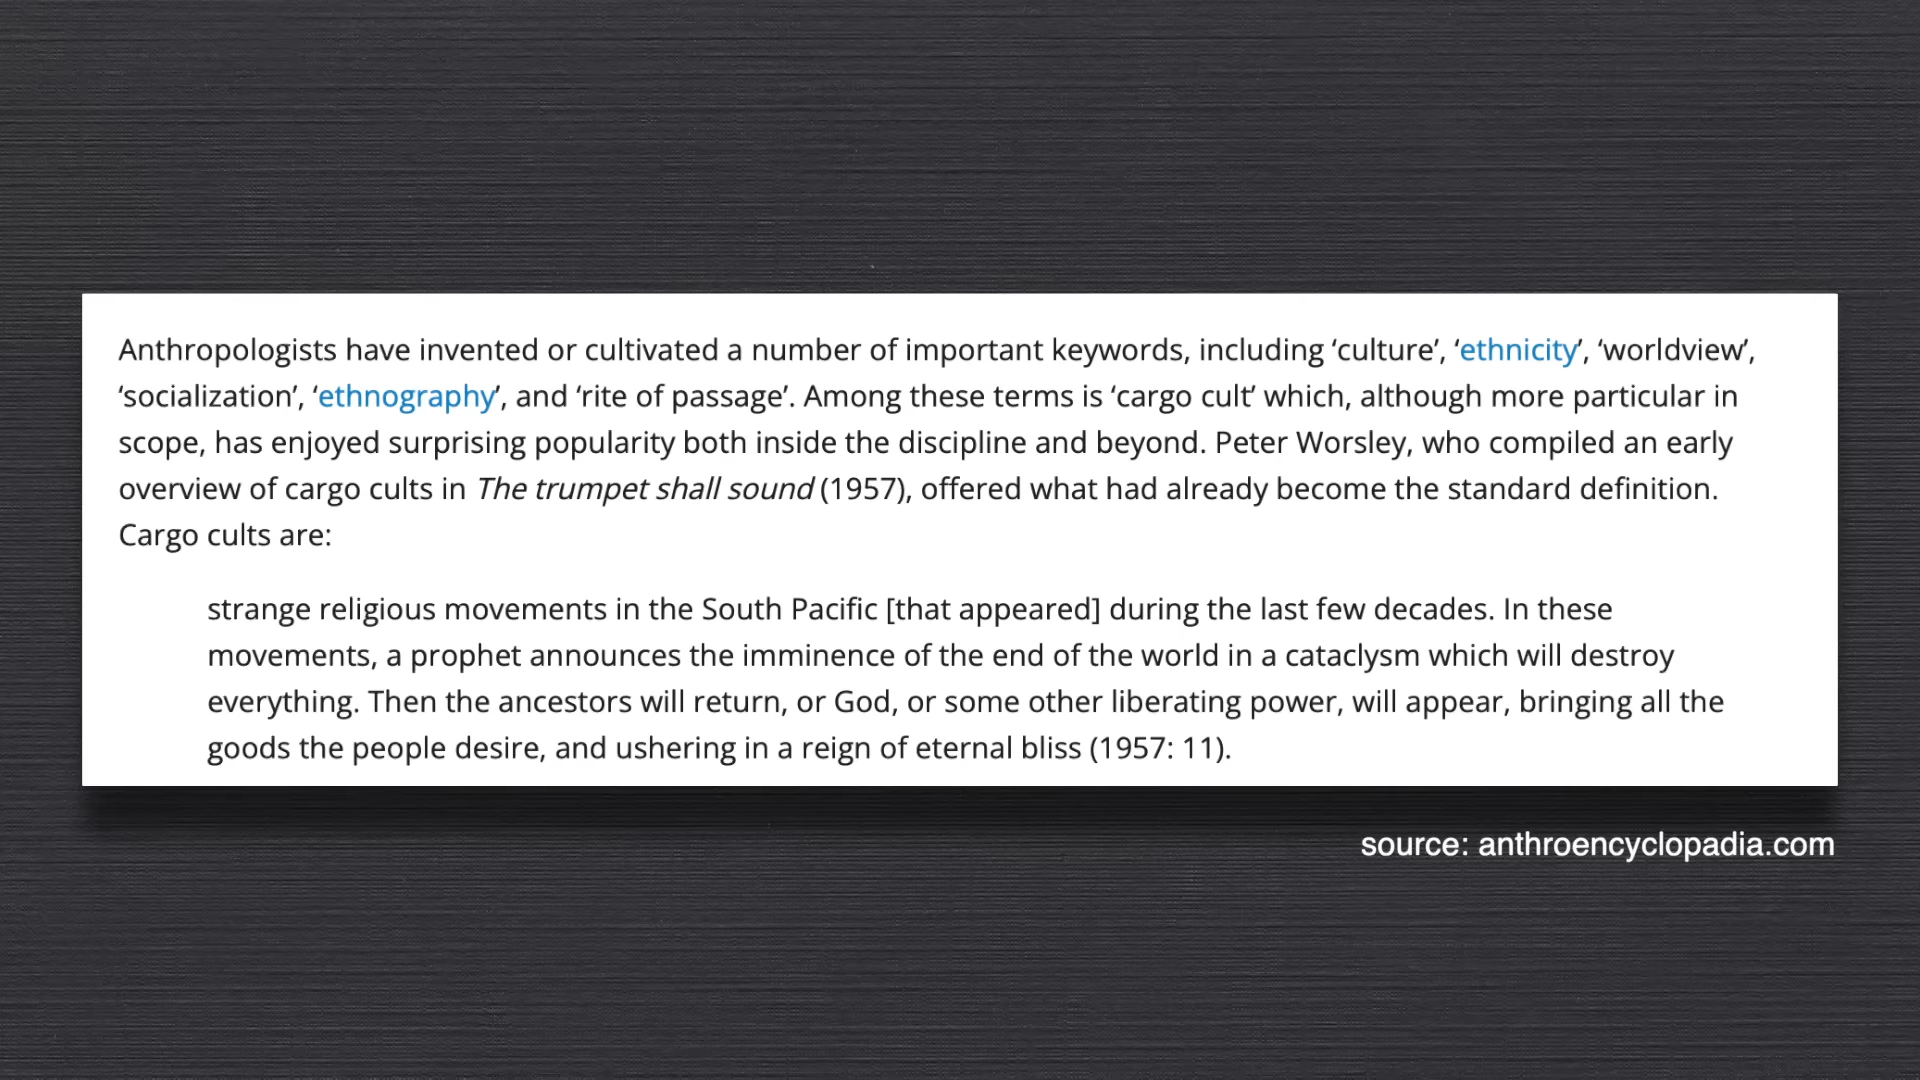 Anthropologists have invented or cultivated a number of important keywords, including ‘culture’, ‘ethnicity’, ‘worldview’,
‘socialization’, ‘ethnography’, and ‘rite of passage’. Among these terms is ‘cargo cult’ which, although more particular in
scope, has enjoyed surprising popularity both inside the discipline and beyond. Peter Worsley, who compiled an early
overview of cargo cults in The trumpet shall sound (1957), offered what had already become the standard definition.
Cargo cults are:
strange religious movements in the South Pacific [that appeared] during the last few decades. In these
movements, a prophet announces the imminence of the end of the world in a cataclysm which will destroy
everything. Then the ancestors will return, or God, or some other liberating power, will appear, bringing all the
goods the people desire, and ushering in a reign of eternal bliss (1957: 11).
source: anthroencyclopadia.com